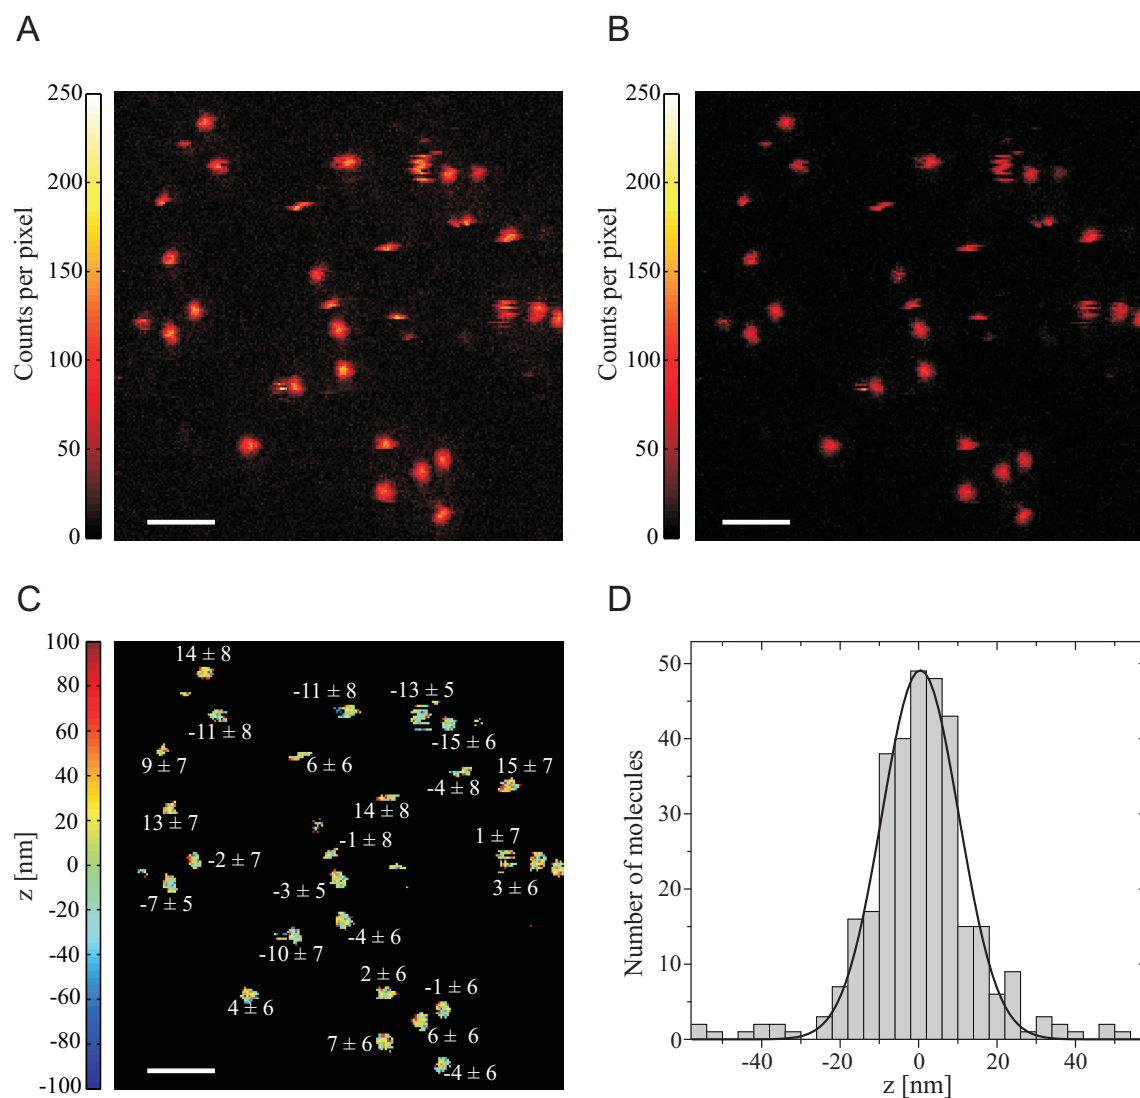 A
B
250
200
150
100
50
0
Counts per pixel
250
200
150
100
50
0
Counts per pixel
C
D
100
80
60
40
20
0
-20
-40
-60
-80
-100
z [nm]
14 ± 8
-11 ± 8
-13 ± 5
-11 ± 8
-15 ± 6
9 ± 7
6 ± 6
-4 ± 8
15 ± 7
14 ± 8
13 ± 7
-1 ± 8
1 ± 7
-2 ± 7
-3 ± 5
3 ± 6
-7 ± 5
-4 ± 6
-10 ± 7
2 ± 6
-1 ± 6
4 ± 6
6 ± 6
7 ± 6
-4 ± 6
50
40
30
20
10
0
Number of molecules
-40
-20
0
20
40
z [nm]